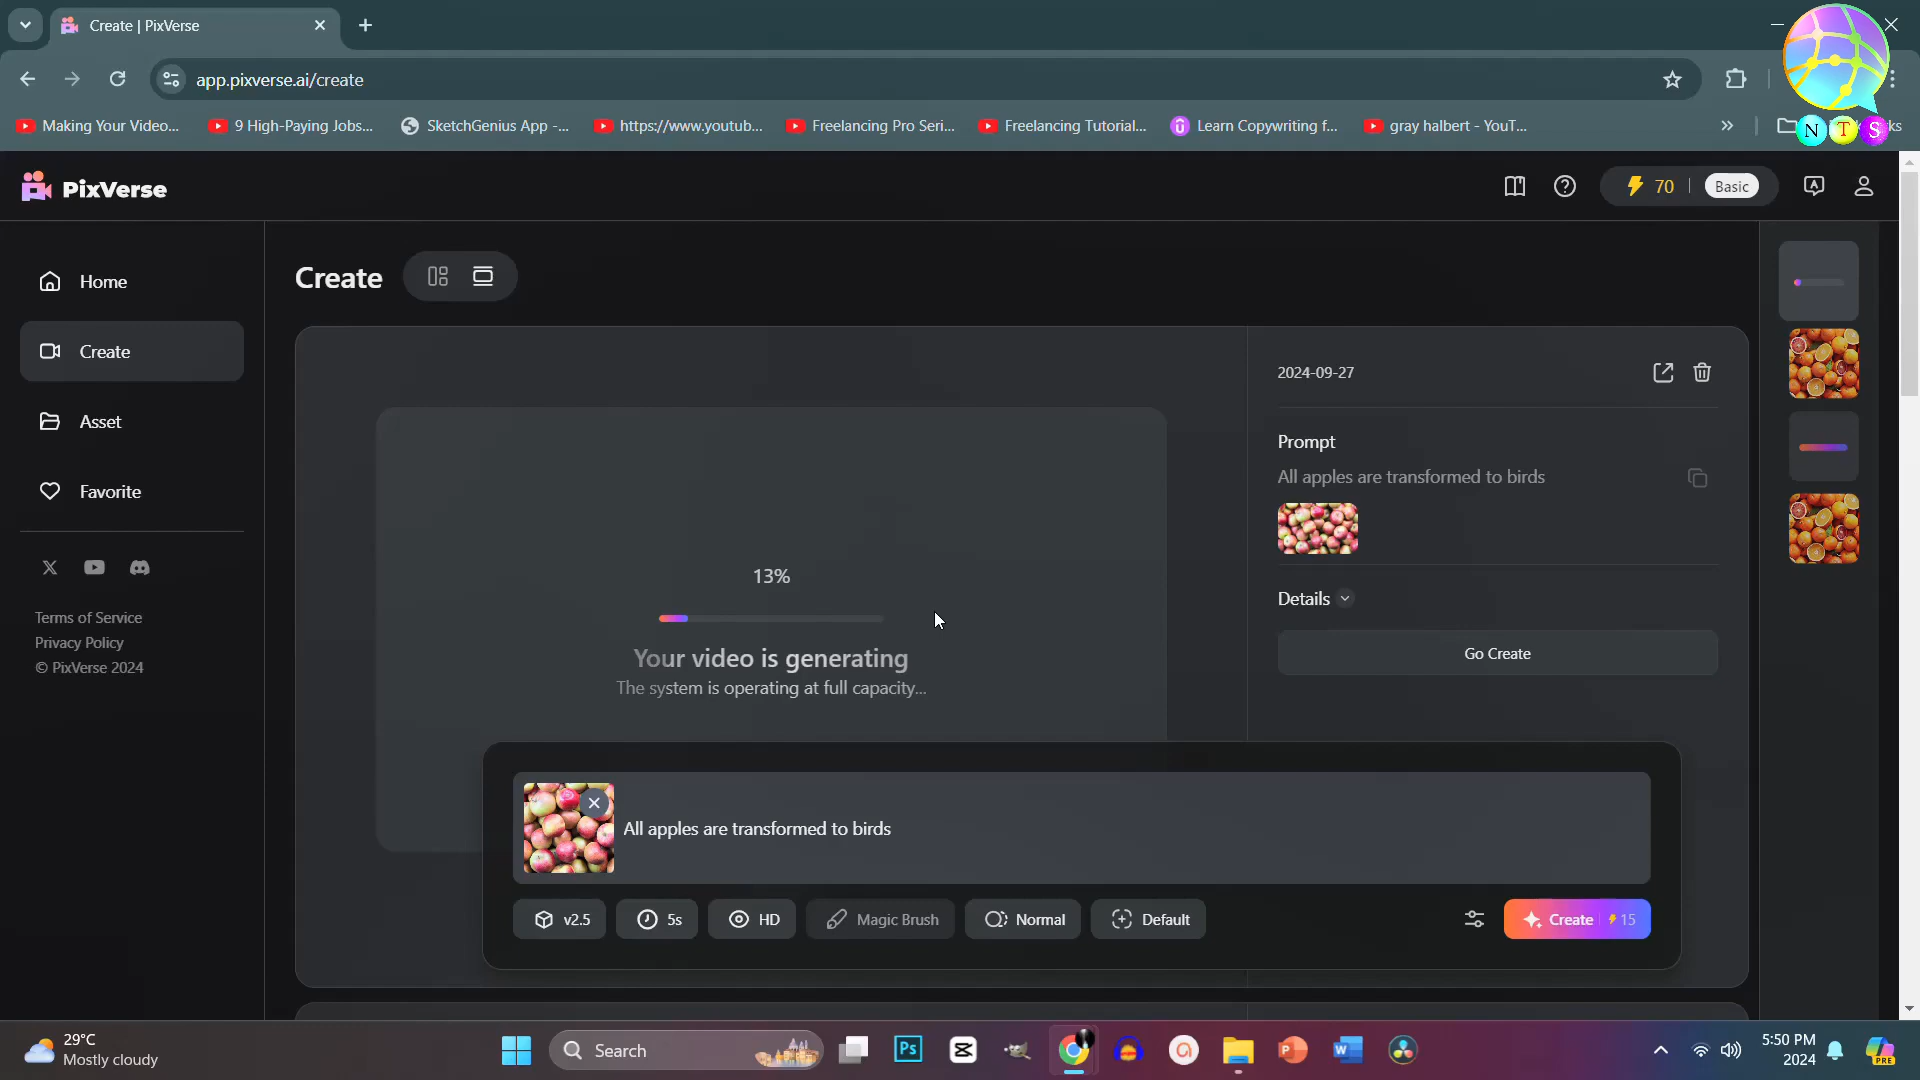 Create | PixVerse
app.pixverse.ai/create
Making Your Video...
9 High-Paying Jobs...
SketchGenius App -...
https://www.youtub...
Freelancing Pro Seri...
Freelancing Tutorial...
Learn Copywriting f...
gray halbert - YouT...
N T S
PixVerse
70
Basic
Home
Create
Asset
Favorite
Terms of Service
Privacy Policy
© PixVerse 2024
Create
13%
Your video is generating
The system is operating at full capacity...
2024-09-27
Prompt
All apples are transformed to birds
Details
Go Create
All apples are transformed to birds
v2.5
5s
HD
Magic Brush
Normal
Default
Create
15
29°C
Mostly cloudy
Search
Ps
P
W
5:50 PM
2024
PRE